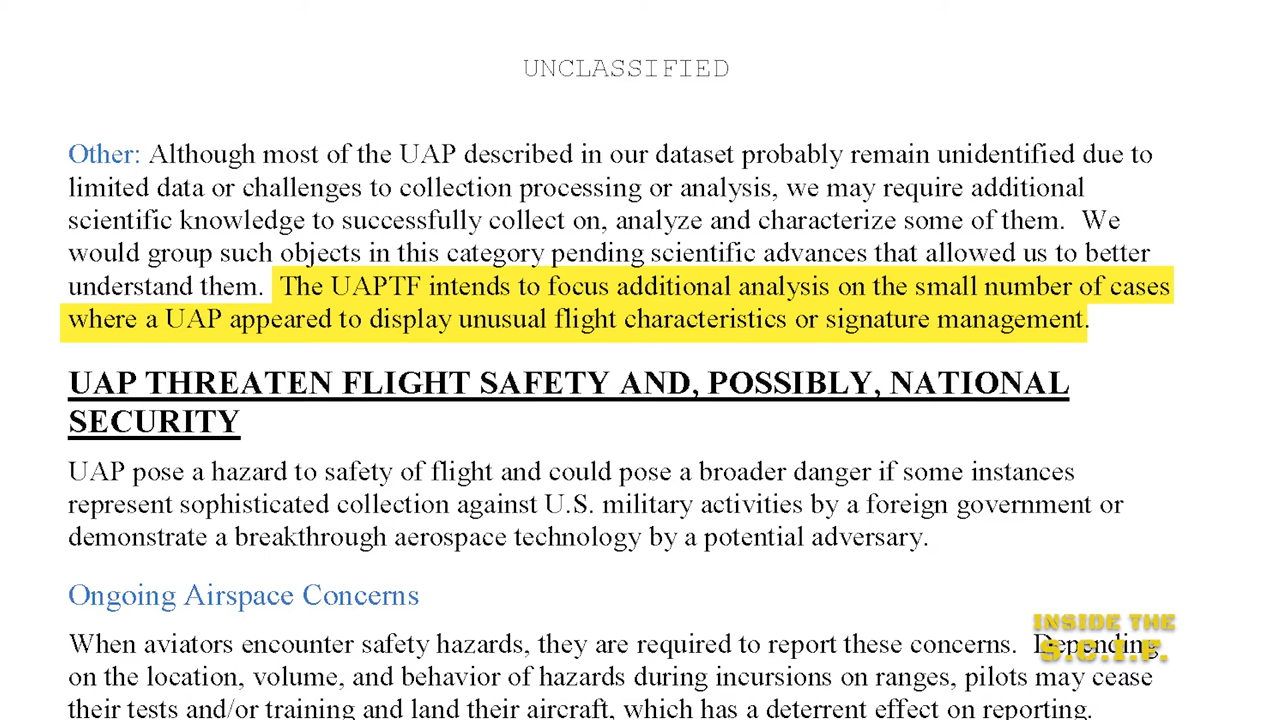 UNCLASSIFIED
Other: Although most of the UAP described in our dataset probably remain unidentified due to
limited data or challenges to collection processing or analysis, we may require additional
scientific knowledge to successfully collect on, analyze and characterize some of them.  We
would group such objects in this category pending scientific advances that allowed us to better
understand them.  The UAPTF intends to focus additional analysis on the small number of cases
where a UAP appeared to display unusual flight characteristics or signature management.
UAP THREATEN FLIGHT SAFETY AND, POSSIBLY, NATIONAL
SECURITY
UAP pose a hazard to safety of flight and could pose a broader danger if some instances
represent sophisticated collection against U.S. military activities by a foreign government or
demonstrate a breakthrough aerospace technology by a potential adversary.
Ongoing Airspace Concerns
When aviators encounter safety hazards, they are required to report these concerns.  Depending
on the location, volume, and behavior of hazards during incursions on ranges, pilots may cease
their tests and/or training and land their aircraft, which has a deterrent effect on reporting.
INSIDE THE
S.C.I.F.